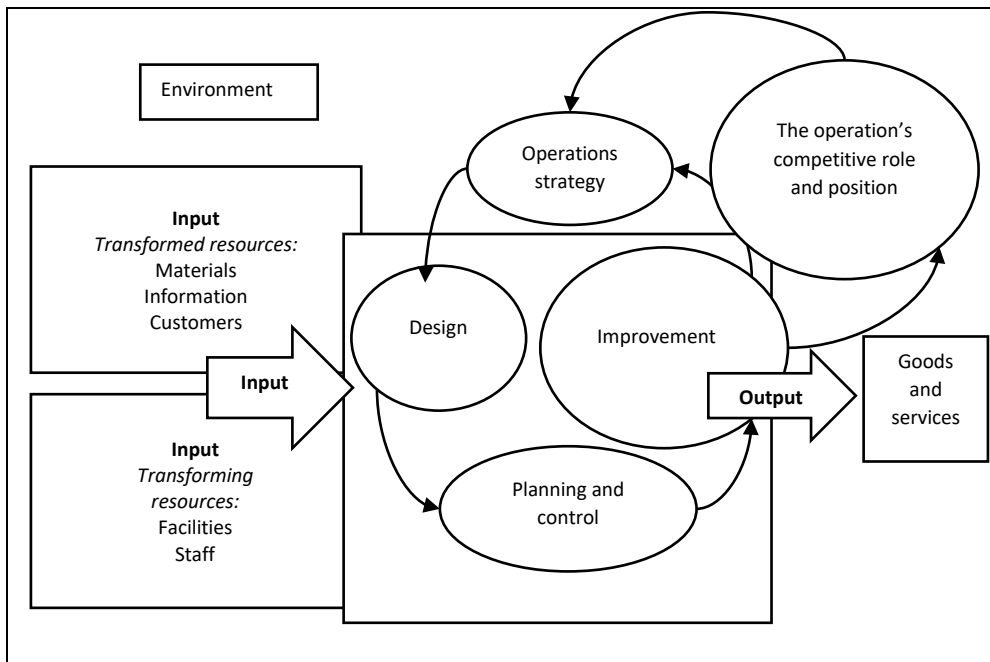 Environment
The operation’s
competitive role
and position
Operations
strategy
Input
Transformed resources:
Materials
Information
Customers
Design
Improvement
Input
Output
Goods
and
services
Input
Transforming
resources:
Facilities
Staff
Planning and
control